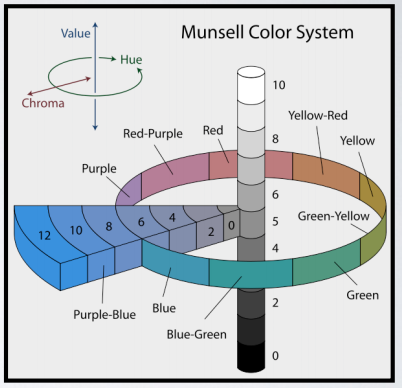 Munsell Color System
Value
Hue
Chroma
10
8
6
5
4
2
0
Red-Purple
Red
Yellow-Red
Yellow
Purple
Green-Yellow
12
10
8
6
4
2
0
Purple-Blue
Blue
Blue-Green
Green